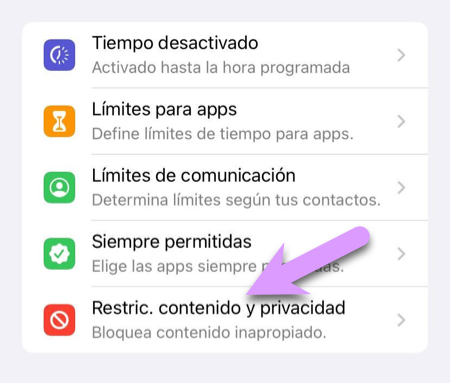 Tiempo desactivado
Activado hasta la hora programada
Límites para apps
Define límites de tiempo para apps.
Límites de comunicación
Determina límites según tus contactos.
Siempre permitidas
Elige las apps siempre
Restric. contenido y privacidad
Bloquea contenido inapropiado.